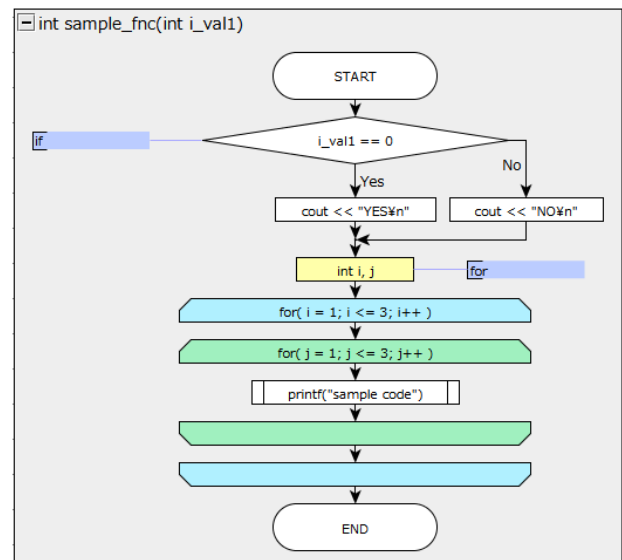 int sample_fnc(int i_val1)
START
if
i_val1 == 0
No
Yes
cout << "YES¥n"
cout << "NO¥n"
int i, j
for
for( i = 1; i <= 3; i++ )
for( j = 1; j <= 3; j++ )
printf("sample code")
END